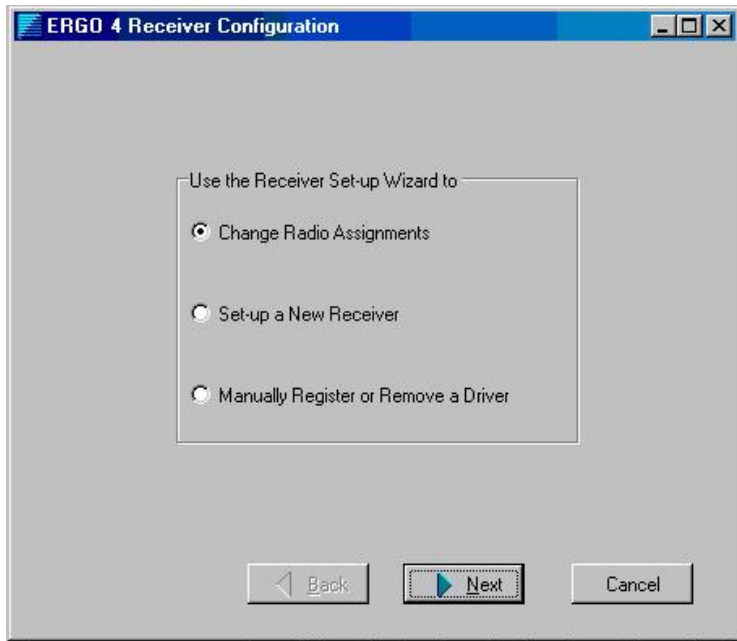 ERGO 4 Receiver Configuration
Use the Receiver Set-up Wizard to
Change Radio Assignments
Set-up a New Receiver
Manually Register or Remove a Driver
Back
Next
Cancel